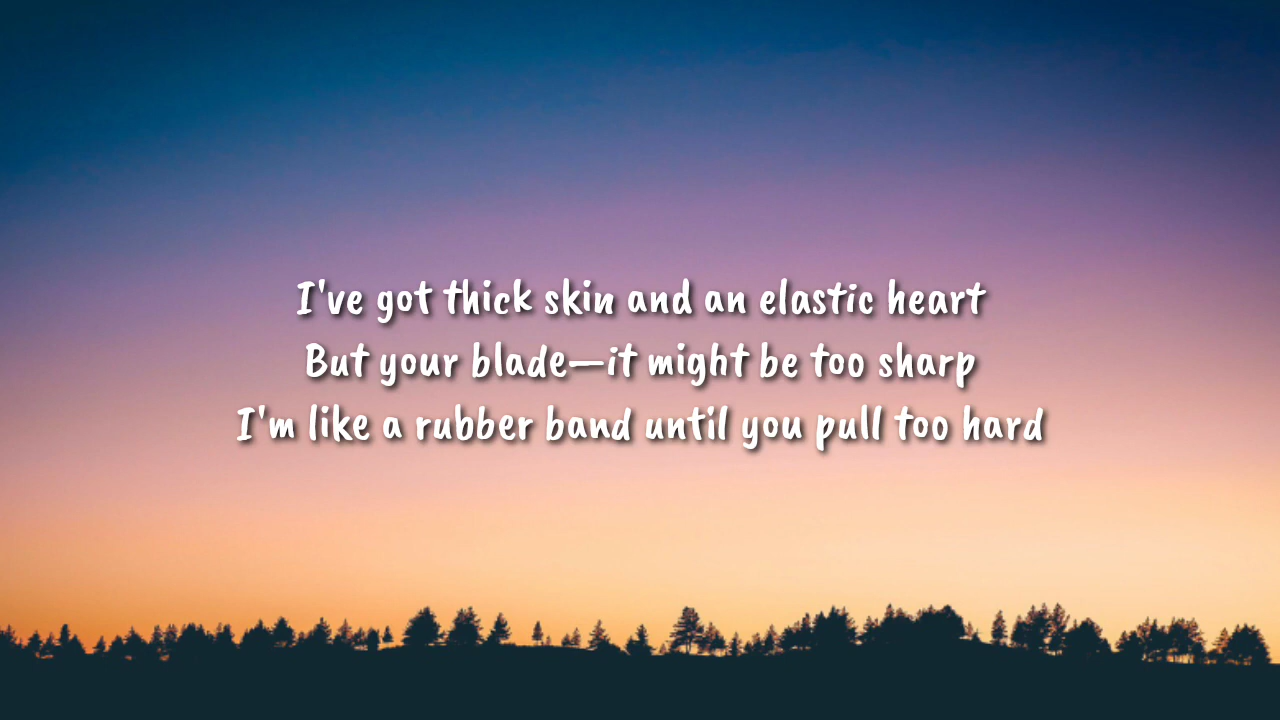 I've got thick skin and an elastic heart
But your blade—it might be too sharp
I'm like a rubber band until you pull too hard